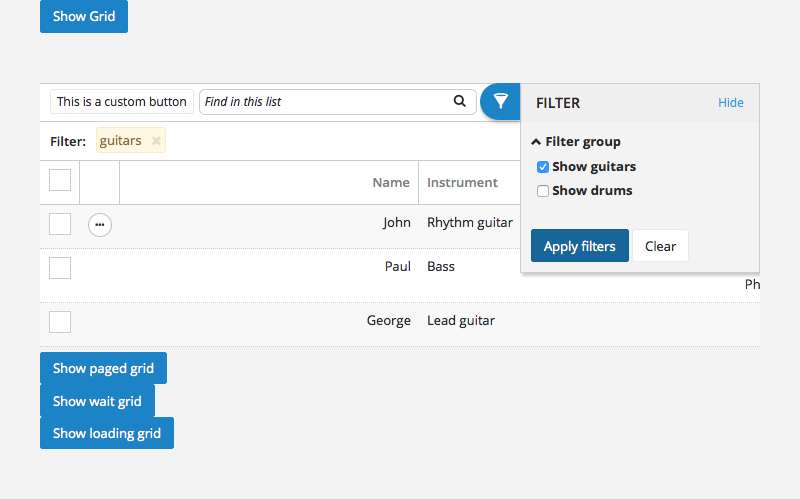 Show Grid
This is a custom button
Find in this list
FILTER
Hide
Filter: guitars
Filter group
Show guitars
Show drums
Apply filters
Clear
Name Instrument
John Rhythm guitar
Paul Bass
Ph
George Lead guitar
Show paged grid
Show wait grid
Show loading grid